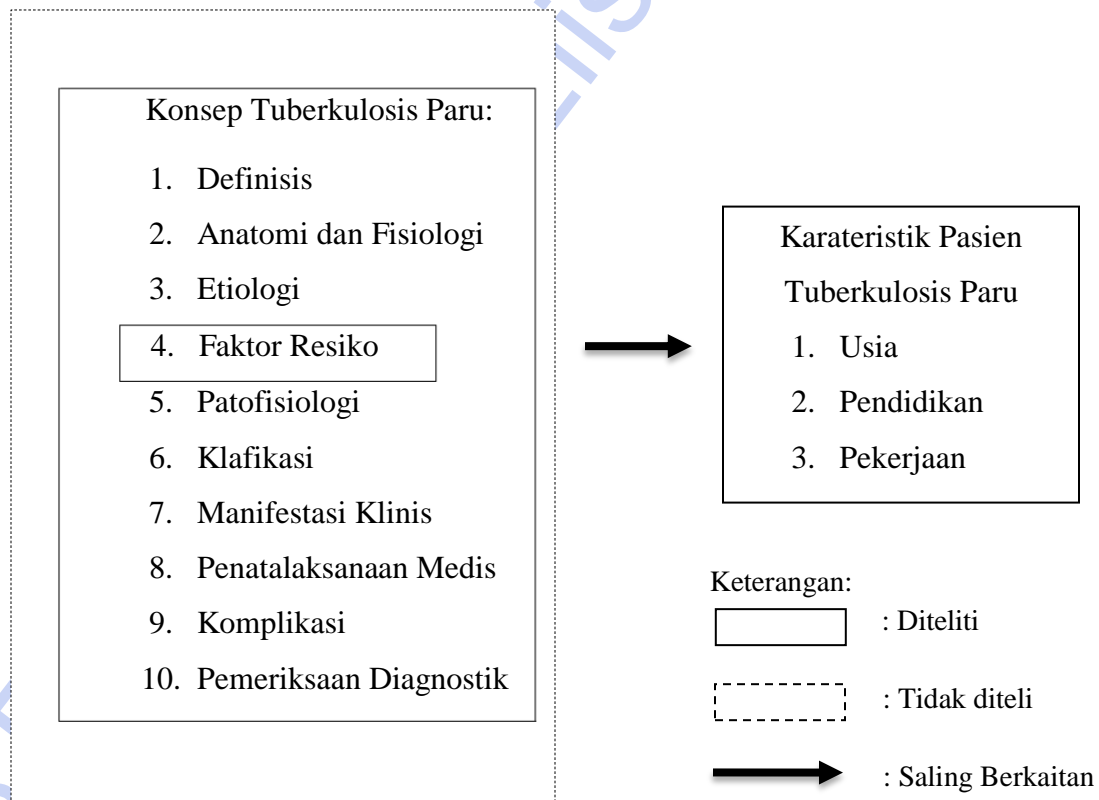 Konsep Tuberkulosis Paru:
1. Definisis
2. Anatomi dan Fisiologi
3. Etiologi
4. Faktor Resiko
5. Patofisiologi
6. Klafikasi
7. Manifestasi Klinis
8. Penatalaksanaan Medis
9. Komplikasi
10. Pemeriksaan Diagnostik
Karateristik Pasien
Tuberkulosis Paru
1. Usia
2. Pendidikan
3. Pekerjaan
Keterangan:
: Diteliti
: Tidak diteli
: Saling Berkaitan